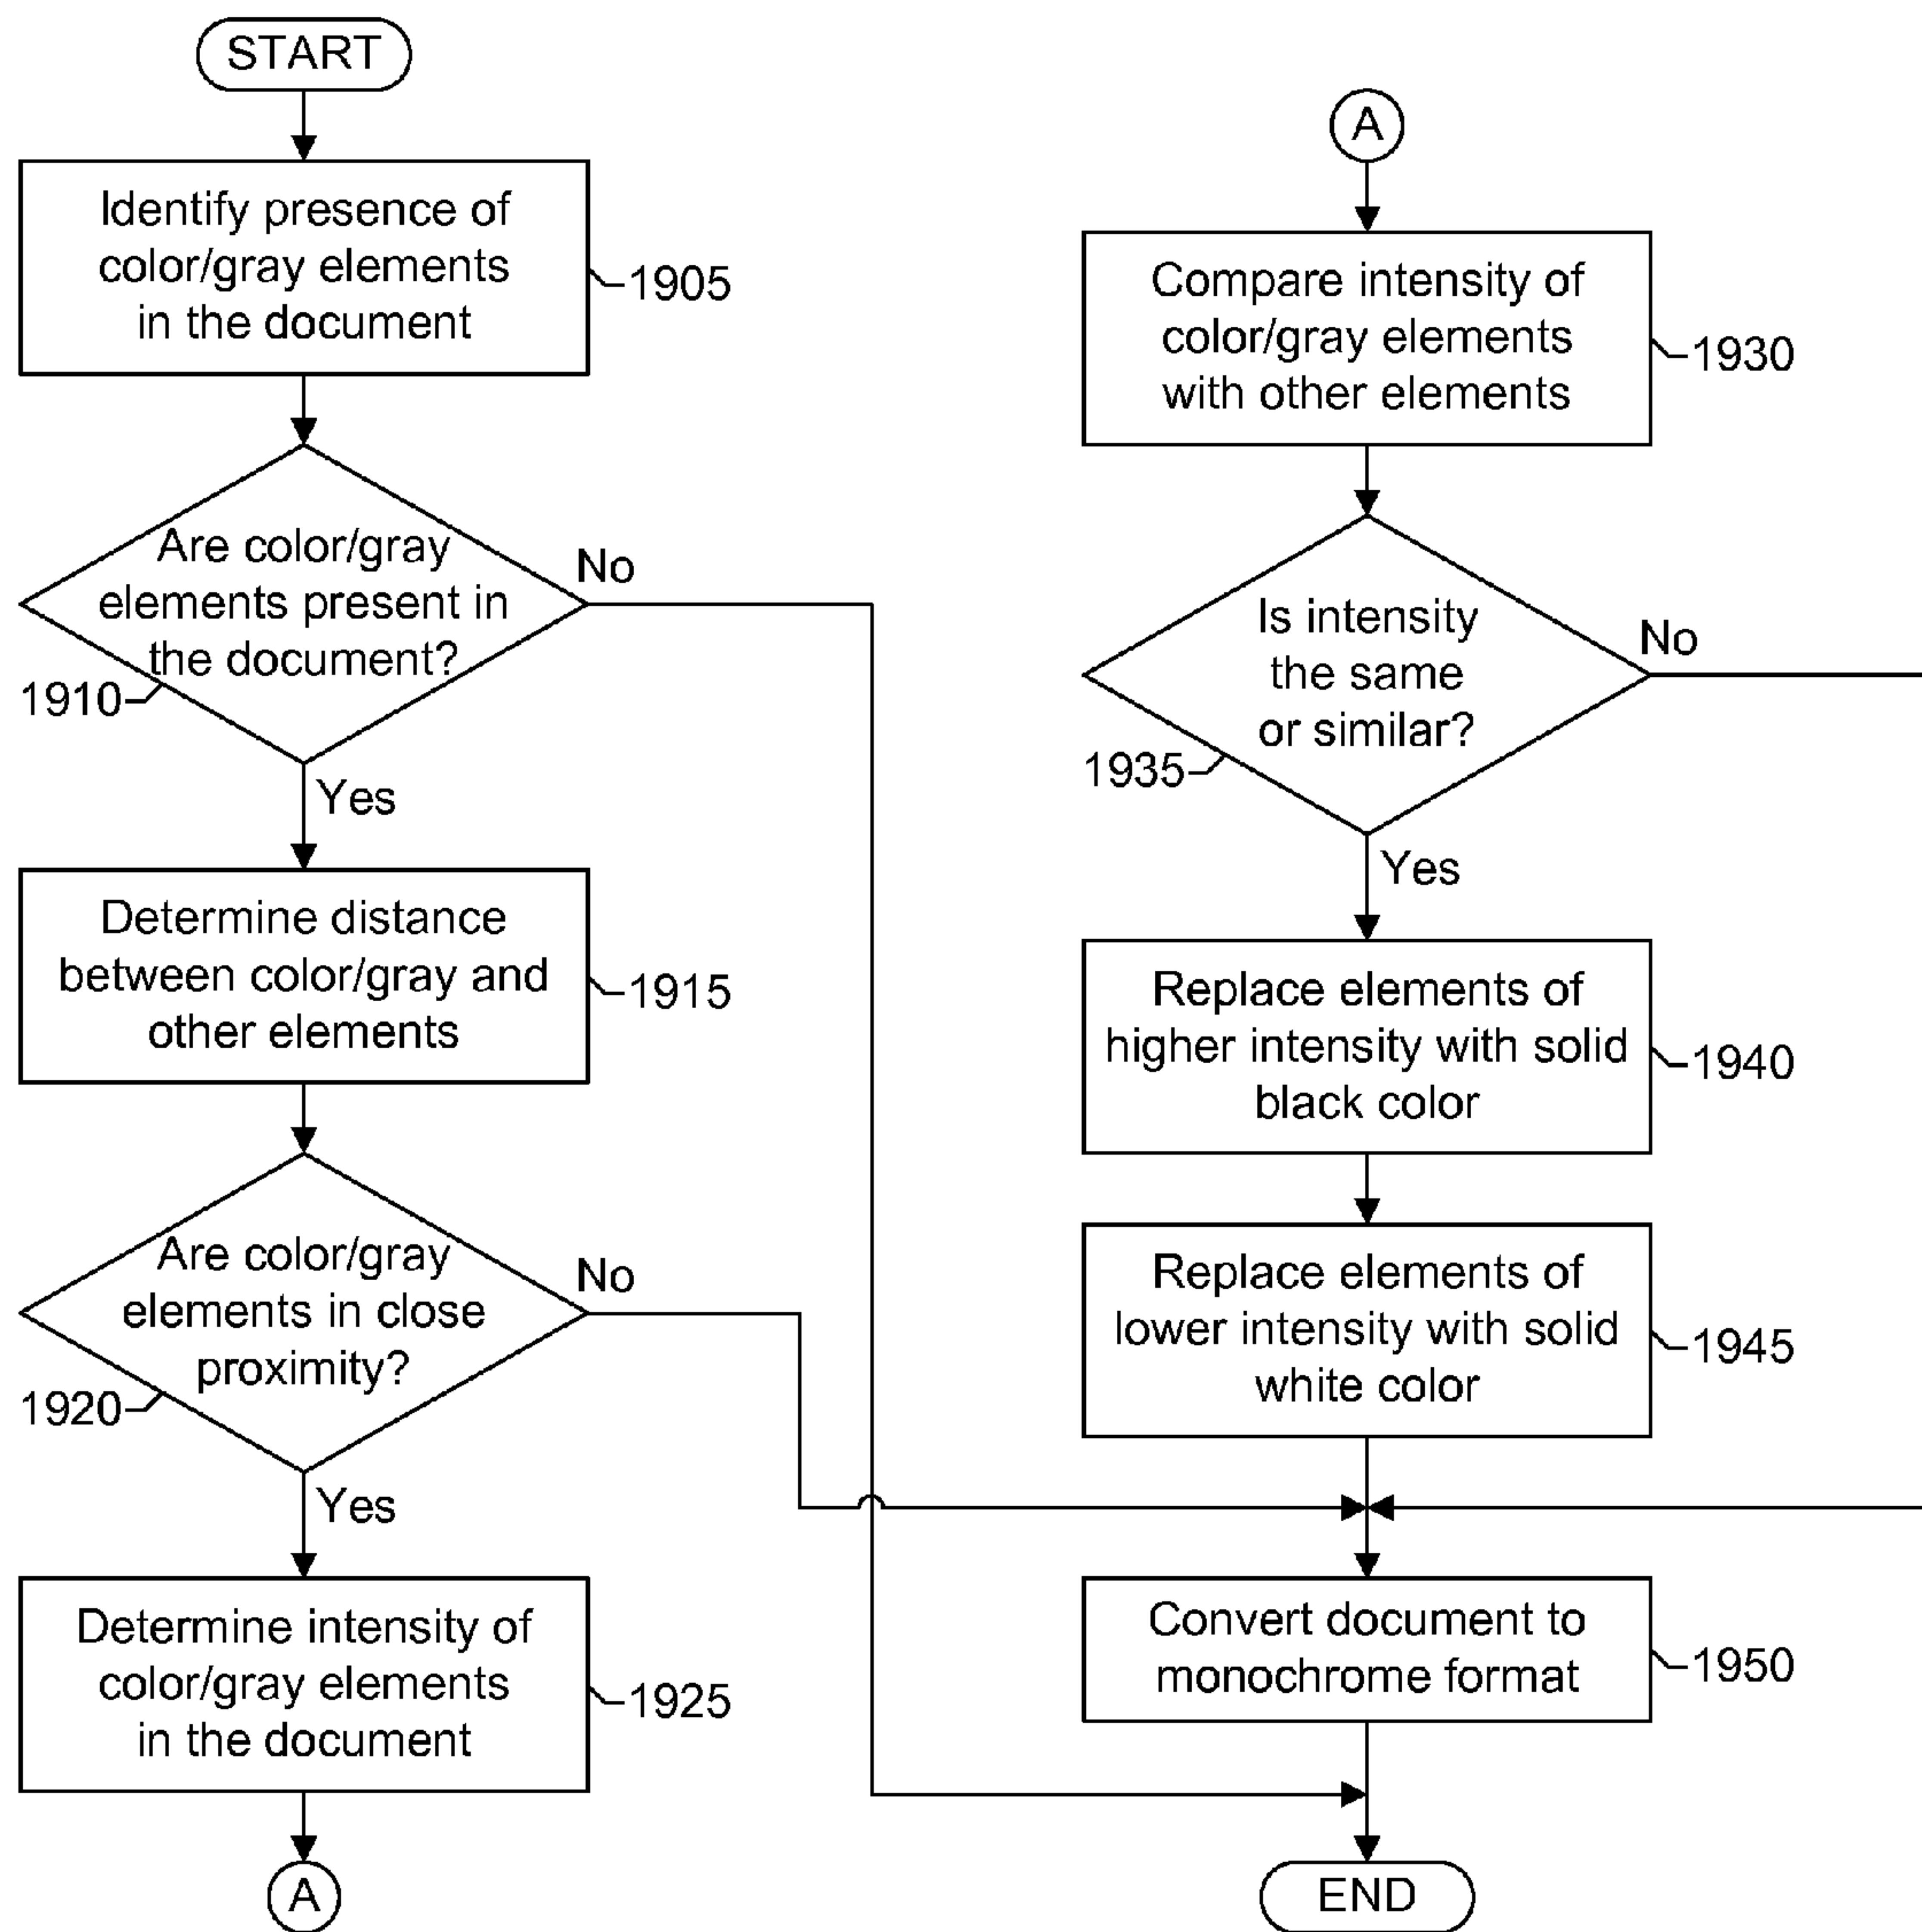 START
Identify presence of
color/gray elements
in the document
1905
Are color/gray
elements present in
the document?
No
1910
Yes
Determine distance
between color/gray and
other elements
1915
Are color/gray
elements in close
proximity?
No
1920
Yes
Determine intensity of
color/gray elements
in the document
1925
A
A
Compare intensity of
color/gray elements
with other elements
1930
Is intensity
the same
or similar?
No
1935
Yes
Replace elements of
higher intensity with solid
black color
1940
Replace elements of
lower intensity with solid
white color
1945
Convert document to
monochrome format
1950
END